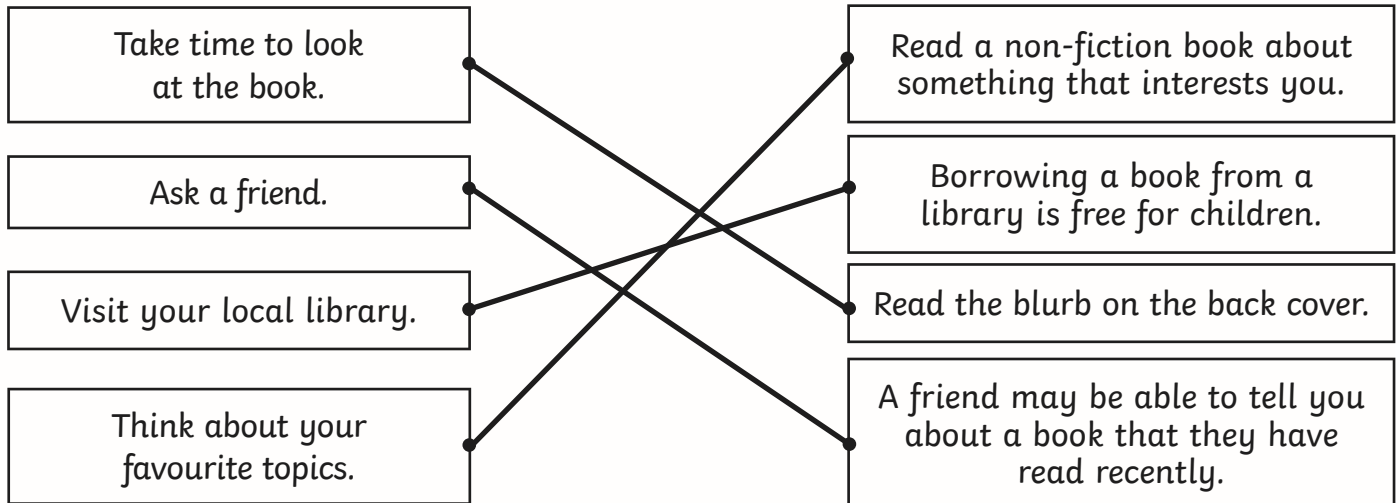 Take time to look
at the book.
Ask a friend.
Visit your local library.
Think about your
favourite topics.
Read a non-fiction book about
something that interests you.
Borrowing a book from a
library is free for children.
Read the blurb on the back cover.
A friend may be able to tell you
about a book that they have
read recently.